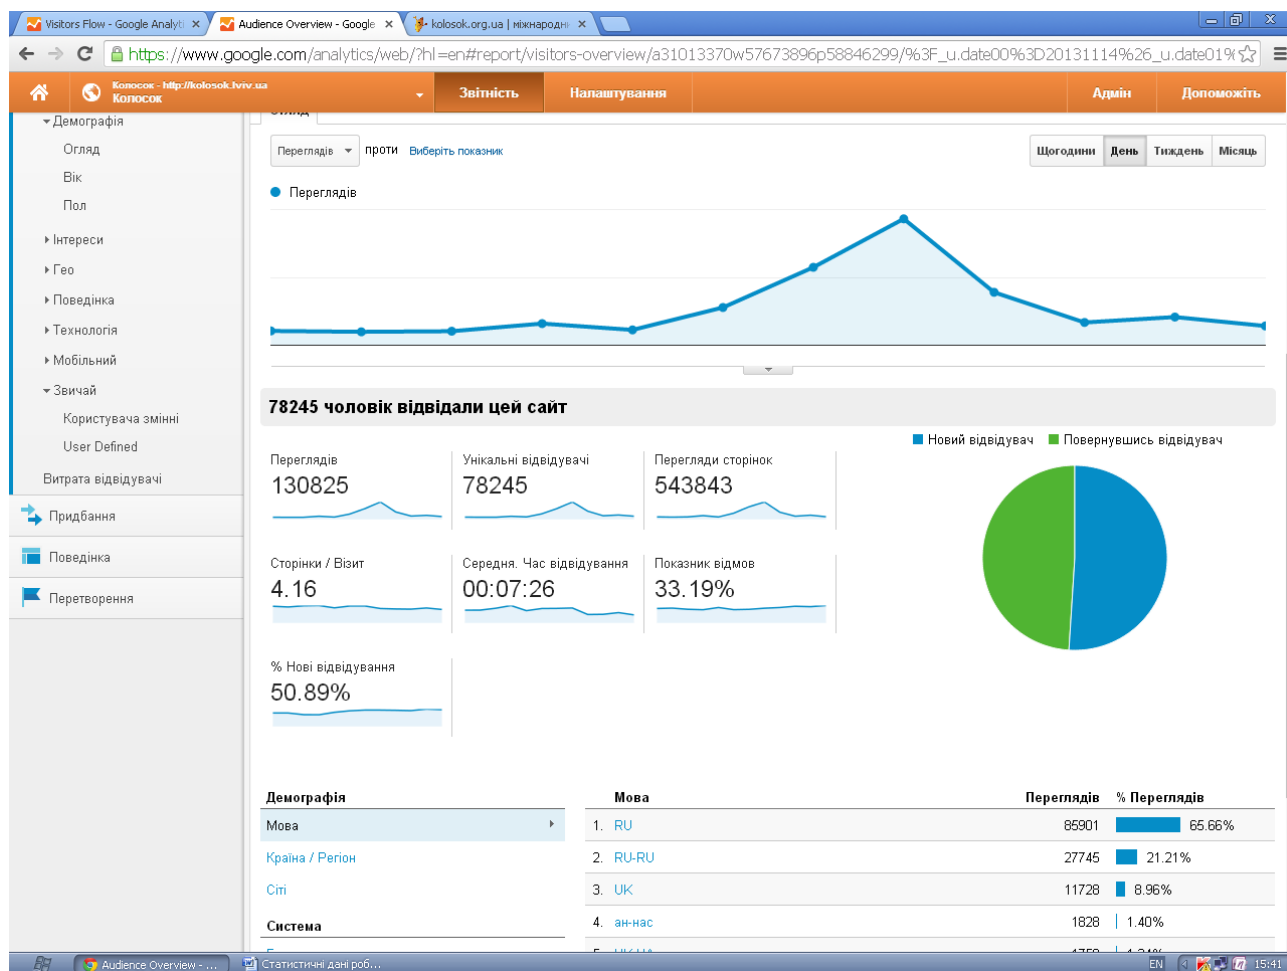 Visitors Flow - Google Analyti
Audience Overview - Google
kolosok.org.ua | міжнародн
https://www.google.com/analytics/web/?hl=en#report/visitors-overview/a31013370w57673896p58846299/%3F_u.date00%3D20131114%26_u.date01%
Колосок - http://kolosok.lviv.ua
Колосок
Звітність
Налаштування
Адмін
Допоможіть
Демографія
Огляд
Вік
Пол
Інтереси
Гео
Поведінка
Технологія
Мобільний
Звичай
Користувача змінні
User Defined
Витрата відвідувачі
Придбання
Поведінка
Перетворення
Переглядів проти Виберіть показник
Щогодини День Тиждень Місяць
Переглядів
78245 чоловік відвідали цей сайт
Новий відвідувач Повернувшись відвідувач
Переглядів Унікальні відвідувачі Перегляди сторінок
130825 78245 543843
Сторінки / Візит Середня. Час відвідування Показник відмов
4.16 00:07:26 33.19%
% Нові відвідування
50.89%
Демографія
Мова
Країна / Регіон
Сіті
Система
Мова Переглядів % Переглядів
1. RU 85901 65.66%
2. RU-RU 27745 21.21%
3. UK 11728 8.96%
4. ан-нас 1828 1.40%
Audience Overview - ...
Статистичні дані роб...
EN 15:41